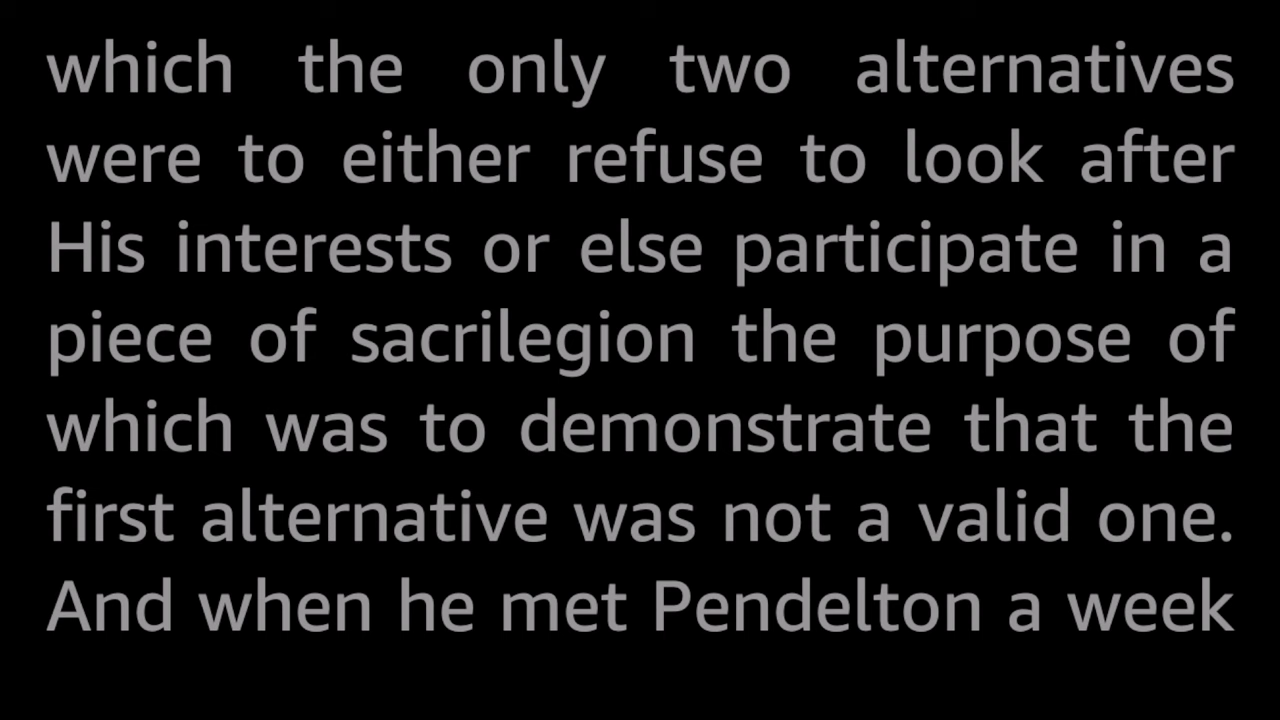 which the only two alternatives
were to either refuse to look after
His interests or else participate in a
piece of sacrilegion the purpose of
which was to demonstrate that the
first alternative was not a valid one.
And when he met Pendelton a week